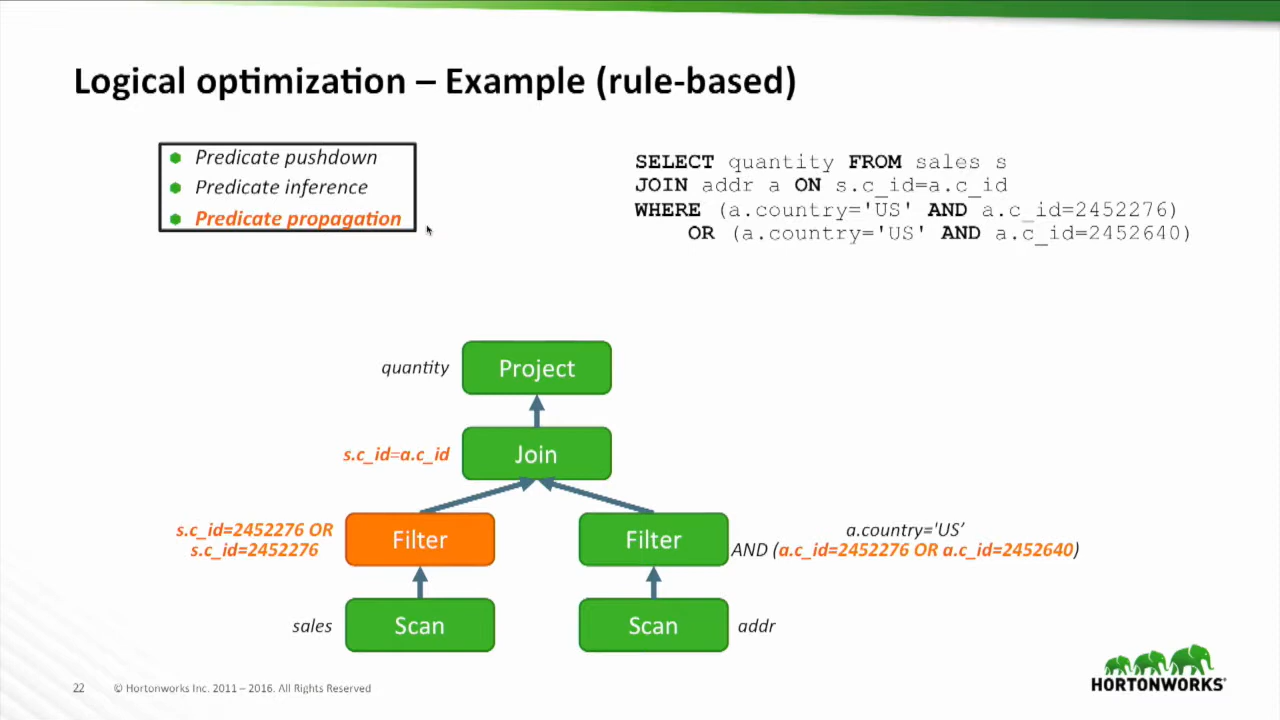 Logical optimization – Example (rule-based)
Predicate pushdown
Predicate inference
Predicate propagation
SELECT quantity FROM sales s
JOIN addr a ON s.c_id=a.c_id
WHERE (a.country='US' AND a.c_id=2452276)
OR (a.country='US' AND a.c_id=2452640)
quantity
Project
s.c_id=a.c_id
Join
s.c_id=2452276 OR
s.c_id=2452276
Filter
Filter
a.country='US’
AND (a.c_id=2452276 OR a.c_id=2452640)
sales
Scan
Scan
addr
22
© Hortonworks Inc. 2011 – 2016. All Rights Reserved
HORTONWORKS®